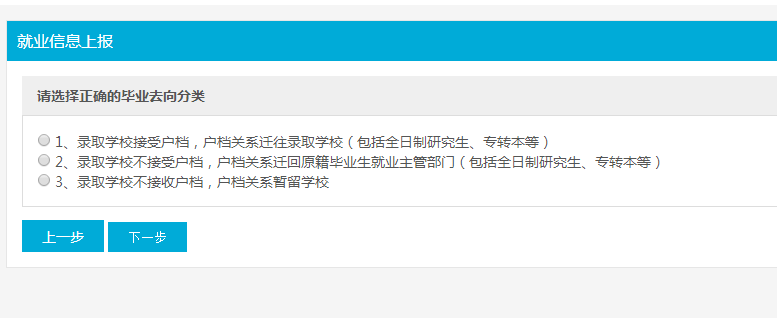 就业信息上报
请选择正确的毕业去向分类
1、录取学校接受户档，户档关系迁往录取学校（包括全日制研究生、专转本等）
2、录取学校不接受户档，户档关系迁回原籍毕业生就业主管部门（包括全日制研究生、专转本等）
3、录取学校不接收户档，户档关系暂留学校
上一步 下一步